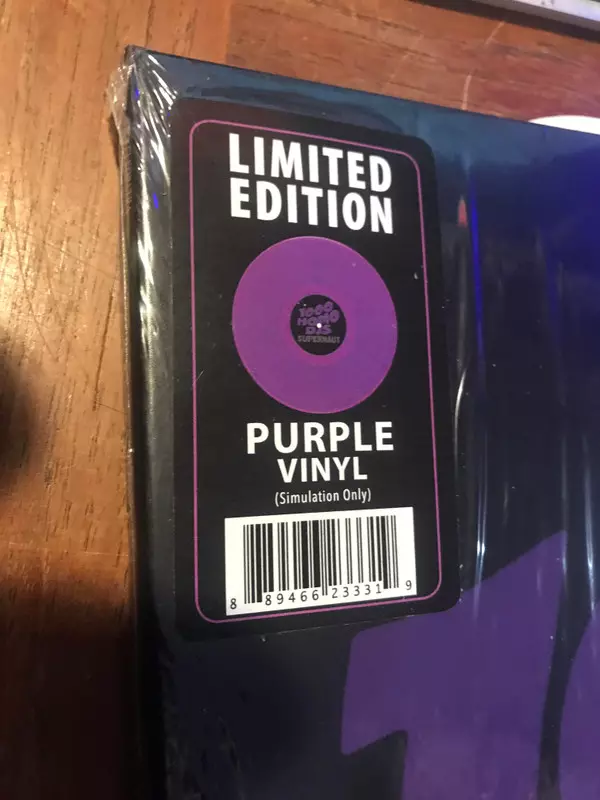 LIMITED
EDITION
1000
HOMO
DJS
SUPERNAUT
PURPLE
VINYL
(Simulation Only)
8 89466 23331 9